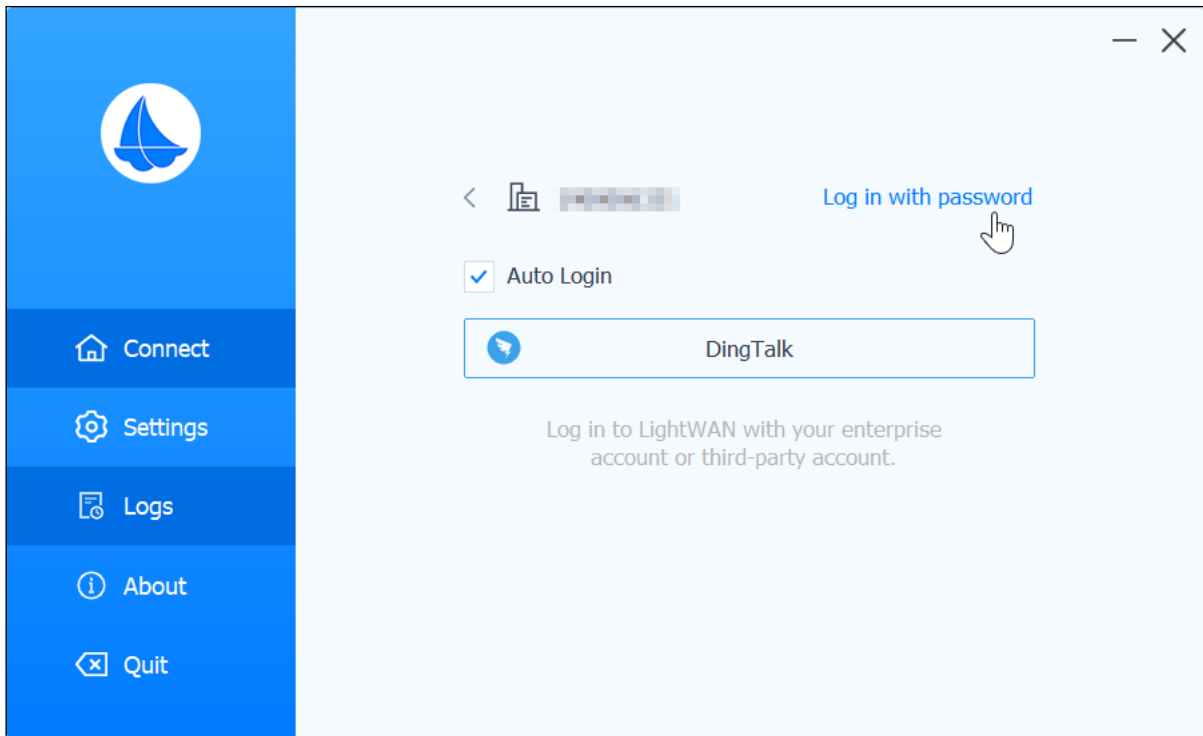 Log in with password
Auto Login
Connect
DingTalk
Settings
Log in to LightWAN with your enterprise
account or third-party account.
Logs
About
Quit